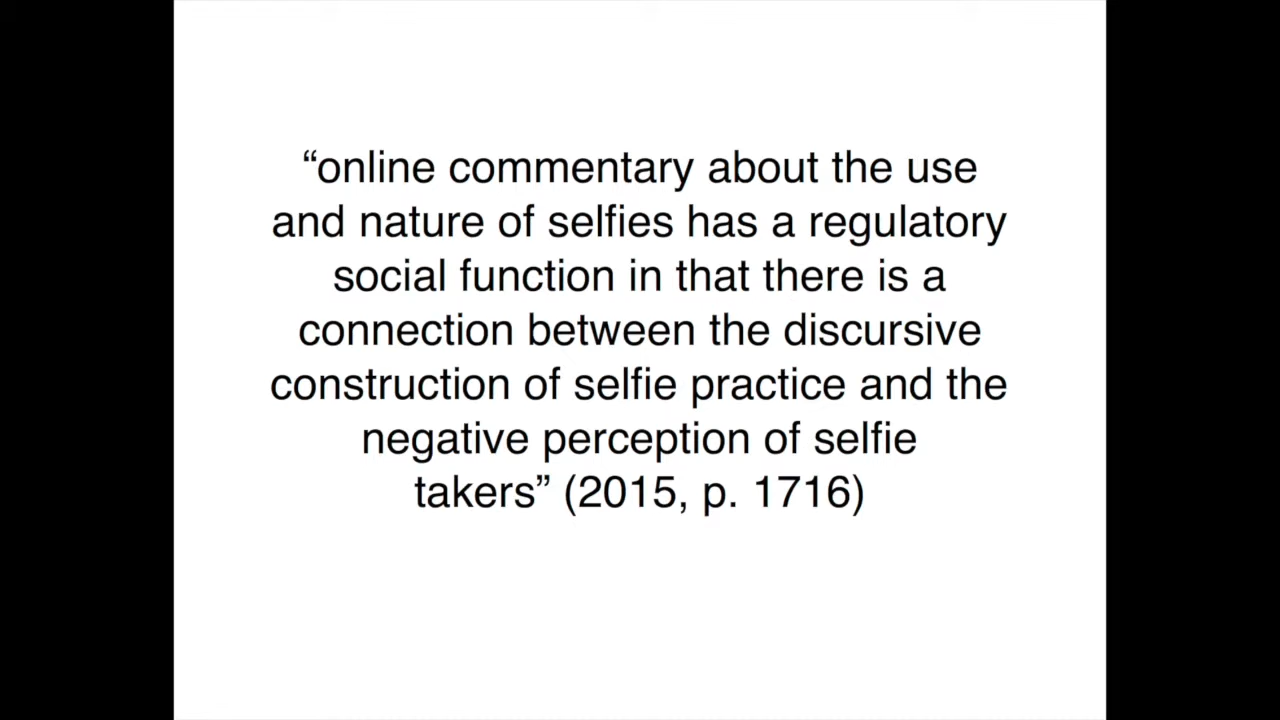 “online commentary about the use
and nature of selfies has a regulatory
social function in that there is a
connection between the discursive
construction of selfie practice and the
negative perception of selfie
takers” (2015, p. 1716)